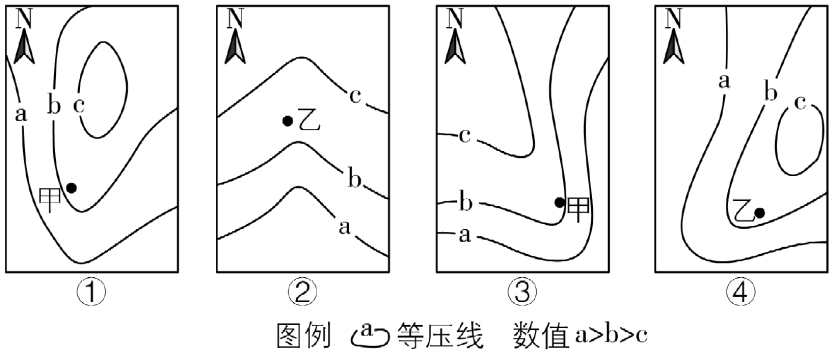 N a b c 甲
N 乙 c b a
N c b a 甲
N a b c 乙
① ② ③ ④
图例 a 等压线 数值a>b>c